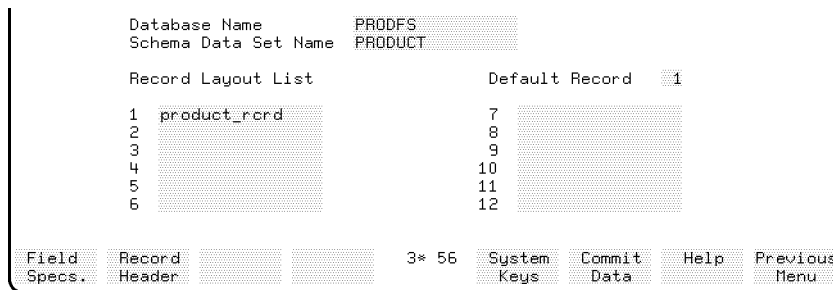 Database Name PRODFS
Schema Data Set Name PRODUCT
Record Layout List Default Record 1
1 product_rcrd 7
2 8
3 9
4 10
5 11
6 12
Field Record 3* 56 System Commit Help Previous
Specs. Header Keys Data Menu